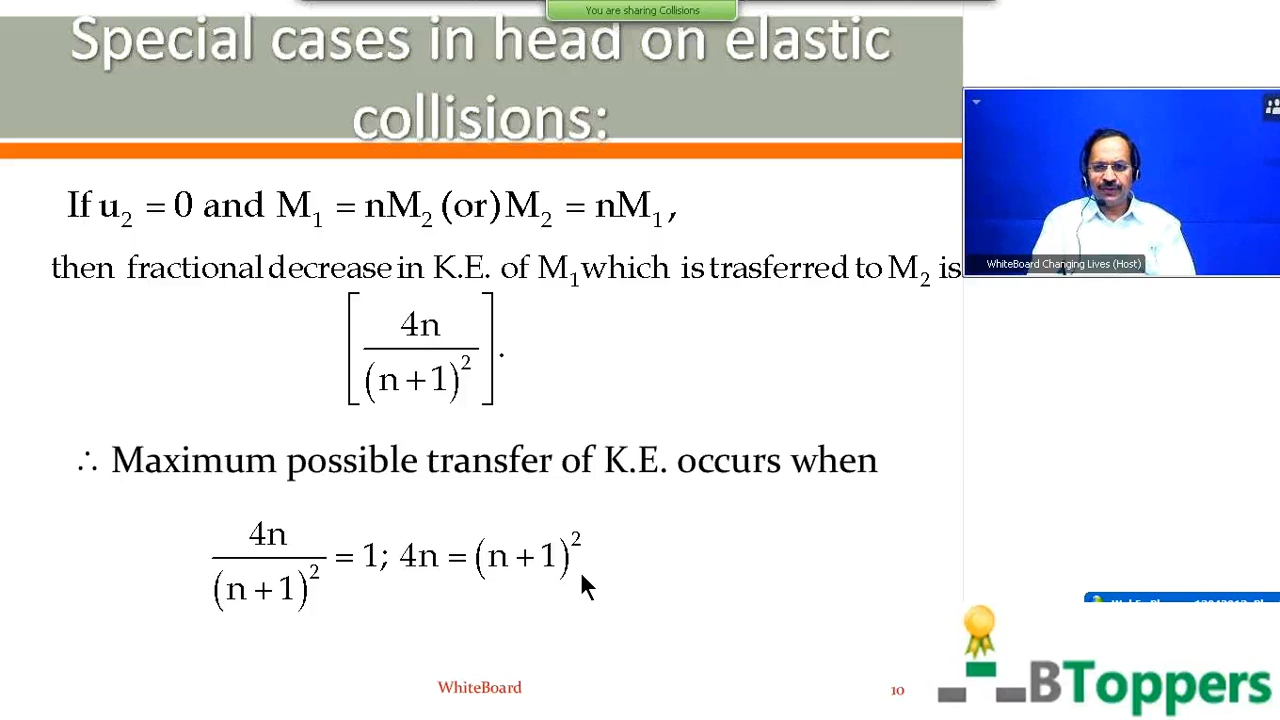 You are sharing Collisions
Special cases in head on elastic
collisions:
If u₂ = 0 and M₁ = nM₂ (or) M₂ = nM₁,
then fractional decrease in K.E. of M₁ which is trasferred to M₂ is
[4n / (n + 1)²].
∴ Maximum possible transfer of K.E. occurs when
4n / (n + 1)² = 1; 4n = (n + 1)²
WhiteBoard
10
WhiteBoard Changing Lives (Host)
BToppers